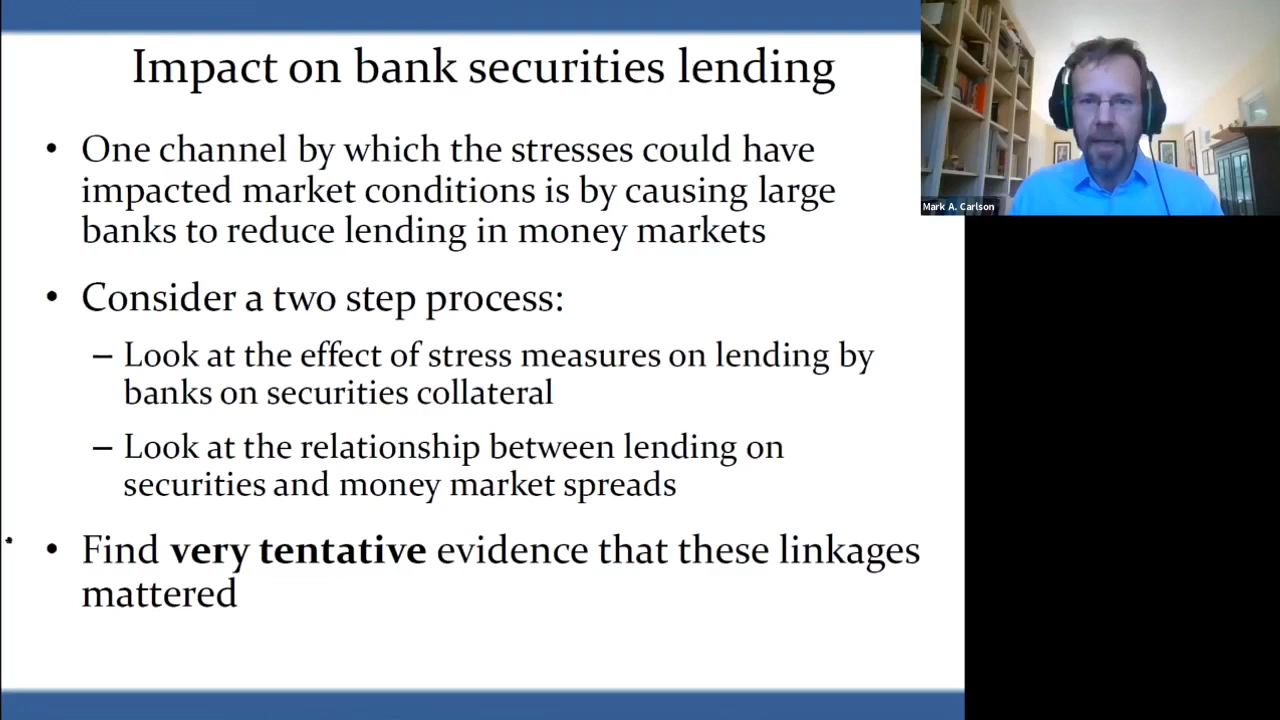 Impact on bank securities lending
• One channel by which the stresses could have
impacted market conditions is by causing large
banks to reduce lending in money markets
• Consider a two step process:
– Look at the effect of stress measures on lending by
banks on securities collateral
– Look at the relationship between lending on
securities and money market spreads
• Find very tentative evidence that these linkages
mattered
Mark A. Carlson